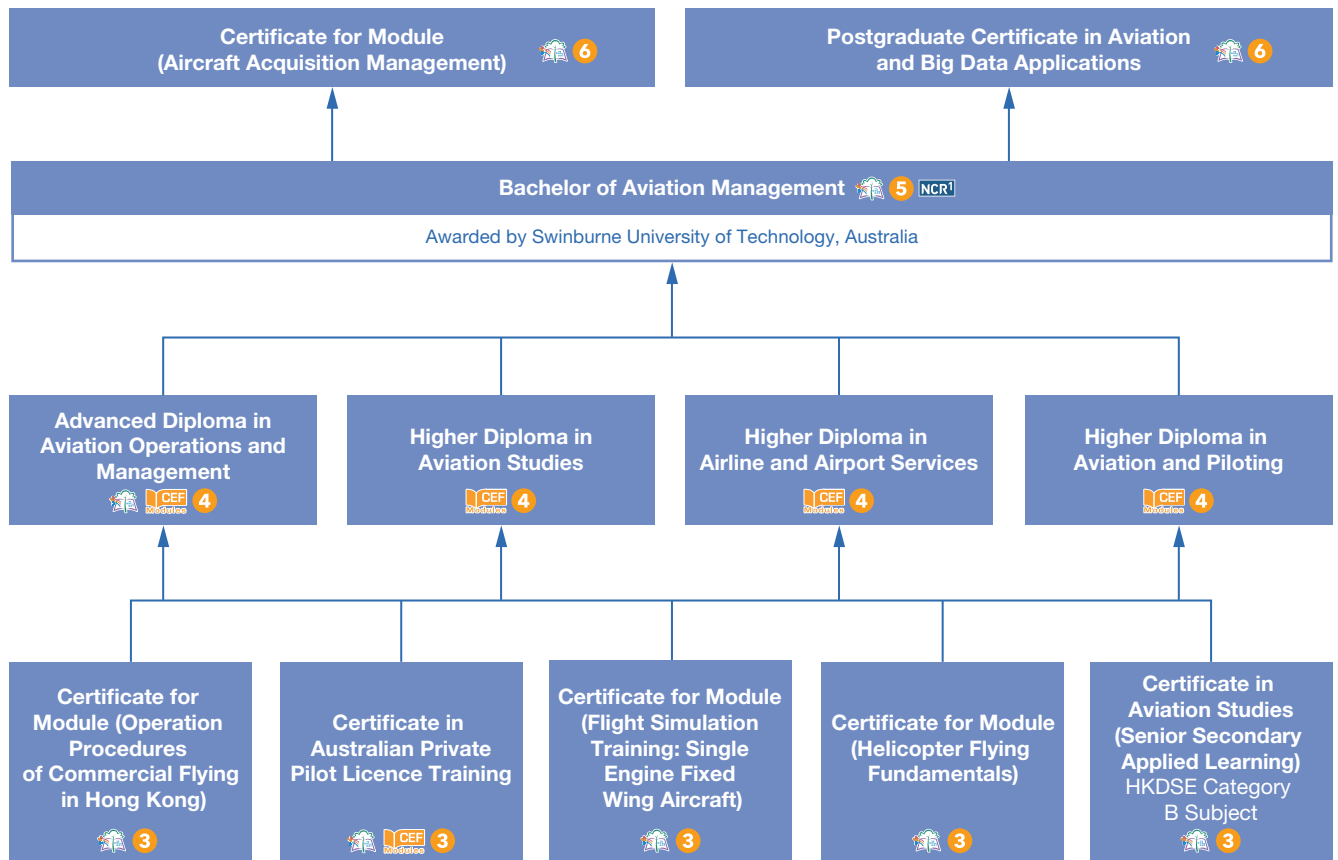 Certificate for Module
(Aircraft Acquisition Management)
6
Postgraduate Certificate in Aviation
and Big Data Applications
6
Bachelor of Aviation Management 5 NCR¹
Awarded by Swinburne University of Technology, Australia
Advanced Diploma in
Aviation Operations and
Management
CEF
Modules
4
Higher Diploma in
Aviation Studies
CEF
Modules
4
Higher Diploma in
Airline and Airport Services
CEF
Modules
4
Higher Diploma in
Aviation and Piloting
CEF
Modules
4
Certificate for
Module (Operation
Procedures
of Commercial Flying
in Hong Kong)
3
Certificate in
Australian Private
Pilot Licence Training
CEF
Modules
3
Certificate for Module
(Flight Simulation
Training: Single
Engine Fixed
Wing Aircraft)
3
Certificate for Module
(Helicopter Flying
Fundamentals)
3
Certificate in
Aviation Studies
(Senior Secondary
Applied Learning)
HKDSE Category
B Subject
3